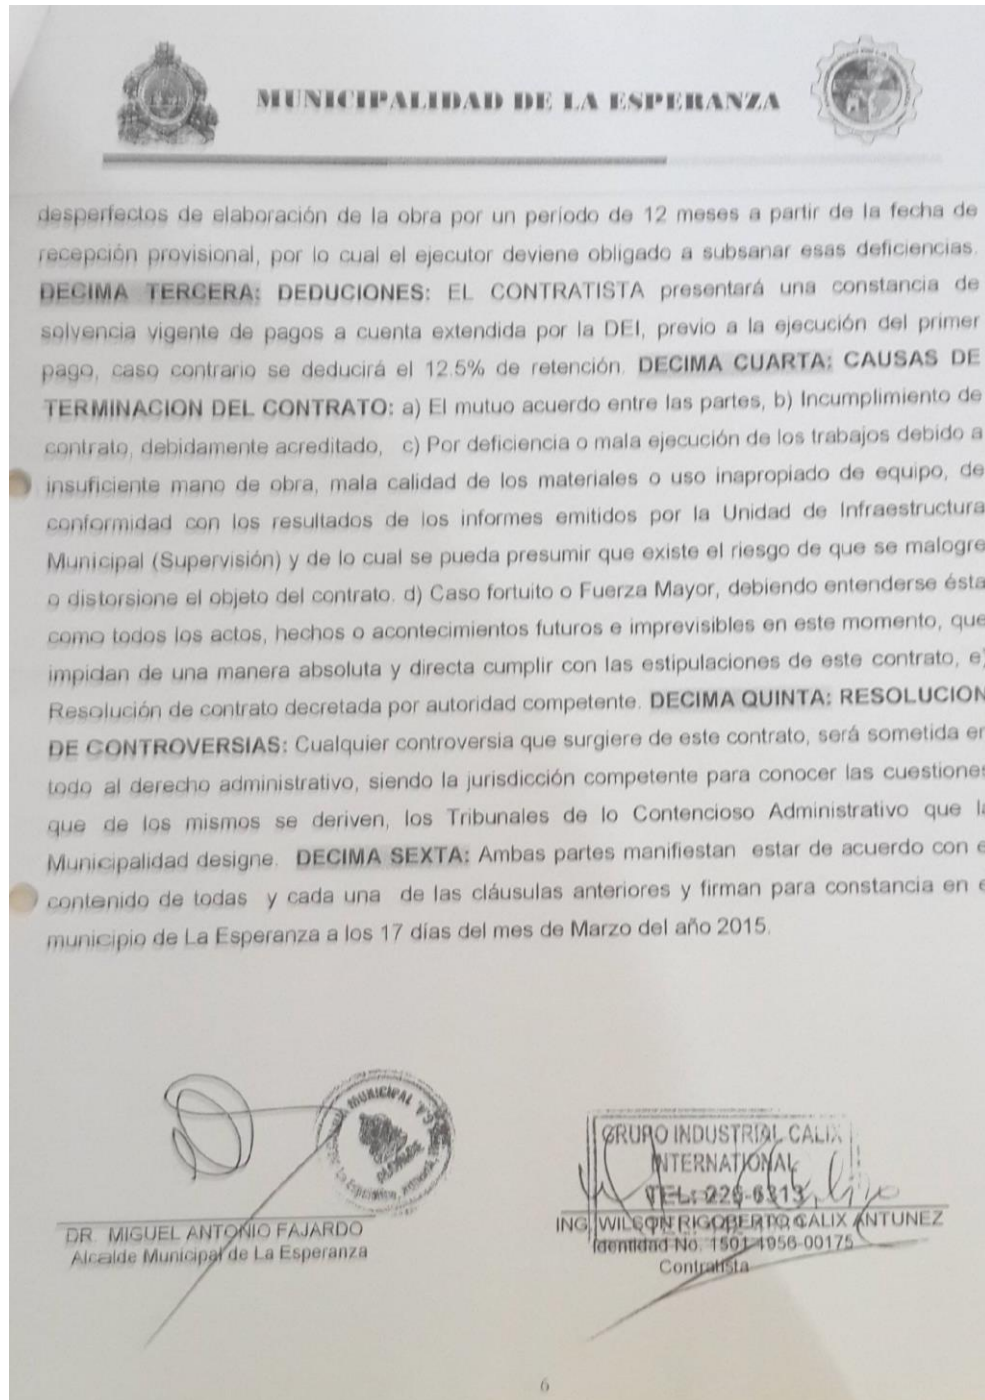 MUNICIPALIDAD DE LA ESPERANZA
desperfectos de elaboración de la obra por un período de 12 meses a partir de la fecha de
recepción provisional, por lo cual el ejecutor deviene obligado a subsanar esas deficiencias.
DECIMA TERCERA: DEDUCIONES: EL CONTRATISTA presentará una constancia de
solvencia vigente de pagos a cuenta extendida por la DEI, previo a la ejecución del primer
pago, caso contrario se deducirá el 12.5% de retención. DECIMA CUARTA: CAUSAS DE
TERMINACION DEL CONTRATO: a) El mutuo acuerdo entre las partes, b) Incumplimiento de
contrato, debidamente acreditado, c) Por deficiencia o mala ejecución de los trabajos debido a
insuficiente mano de obra, mala calidad de los materiales o uso inapropiado de equipo, de
conformidad con los resultados de los informes emitidos por la Unidad de Infraestructura
Municipal (Supervisión) y de lo cual se pueda presumir que existe el riesgo de que se malogre
o distorsione el objeto del contrato. d) Caso fortuito o Fuerza Mayor, debiendo entenderse ésta
como todos los actos, hechos o acontecimientos futuros e imprevisibles en este momento, que
impidan de una manera absoluta y directa cumplir con las estipulaciones de este contrato, e)
Resolución de contrato decretada por autoridad competente. DECIMA QUINTA: RESOLUCION
DE CONTROVERSIAS: Cualquier controversia que surgiere de este contrato, será sometida en
todo al derecho administrativo, siendo la jurisdicción competente para conocer las cuestiones
que de los mismos se deriven, los Tribunales de lo Contencioso Administrativo que l
Municipalidad designe. DECIMA SEXTA: Ambas partes manifiestan estar de acuerdo con e
contenido de todas y cada una de las cláusulas anteriores y firman para constancia en e
municipio de La Esperanza a los 17 días del mes de Marzo del año 2015.
MUNICIPAL
ALCALDE
La Esperanza,
DR. MIGUEL ANTONIO FAJARDO
Alcalde Municipal de La Esperanza
GRUPO INDUSTRIAL CALIX
INTERNATIONAL
TEL: 226-6313
ING. WILSON RIGOBERTO CALIX ANTUNEZ
Identidad No. 1501-1956-00175
Contratista
6